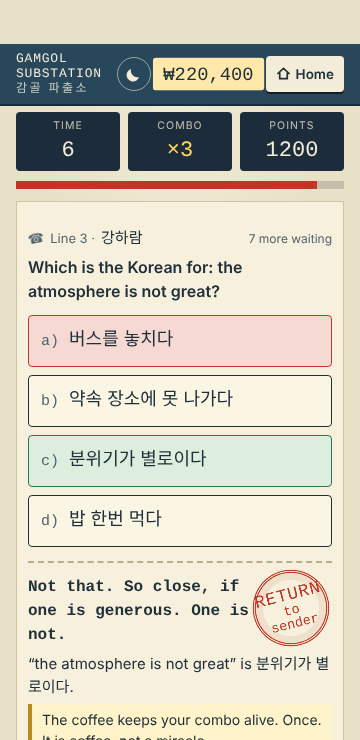 GAMGOL
SUBSTATION
감골 파출소
₩220,400
Home
TIME
6
COMBO
×3
POINTS
1200
☎ Line 3 · 강하람
7 more waiting
Which is the Korean for: the
atmosphere is not great?
a) 버스를 놓치다
b) 약속 장소에 못 나가다
c) 분위기가 별로이다
d) 밥 한번 먹다
Not that. So close, if
one is generous. One is
not.
RETURN
to
sender
“the atmosphere is not great” is 분위기가 별
로이다.
The coffee keeps your combo alive. Once.
It is coffee, not a miracle.